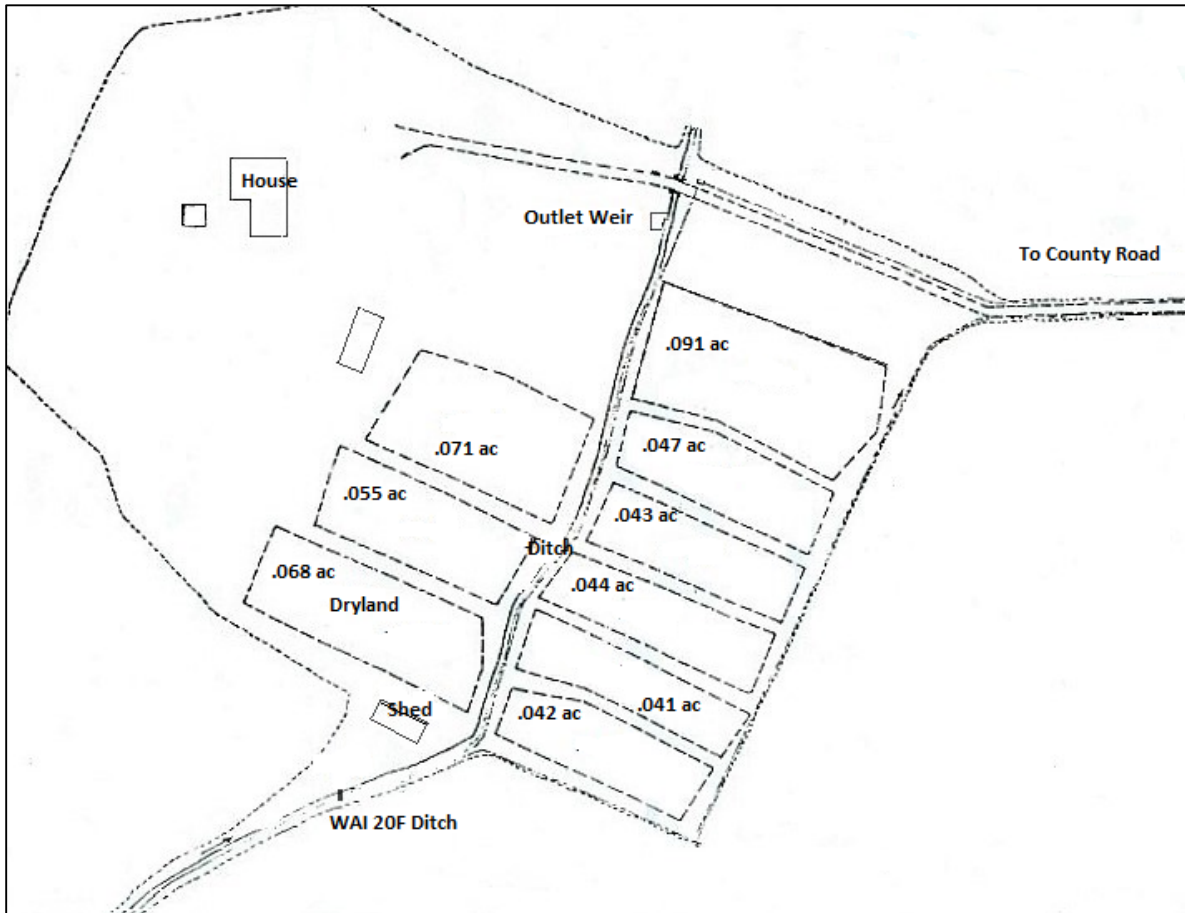 House
Outlet Weir
To County Road
.091 ac
.071 ac
.047 ac
.055 ac
.043 ac
Ditch
.068 ac
.044 ac
Dryland
Shed
.042 ac
.041 ac
WAI 20F Ditch